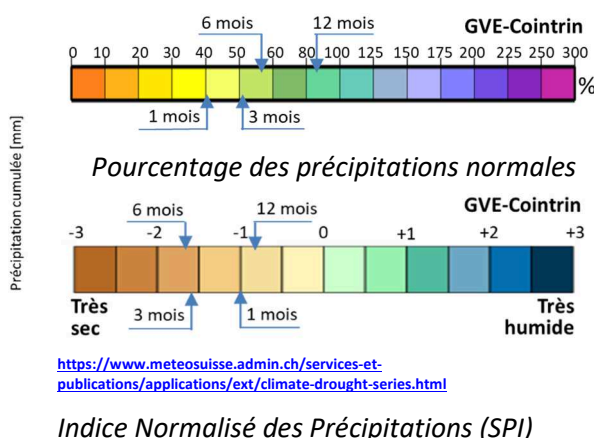 6 mois 12 mois GVE-Cointrin
0 10 20 30 40 50 60 80 100 125 150 175 200 225 250 300
%
1 mois 3 mois
Pourcentage des précipitations normales
Précipitation cumulée [mm]
6 mois 12 mois GVE-Cointrin
-3 -2 -1 0 +1 +2 +3
Très sec 3 mois 1 mois Très humide
https://www.meteosuisse.admin.ch/services-et-
publications/applications/ext/climate-drought-series.html
Indice Normalisé des Précipitations (SPI)